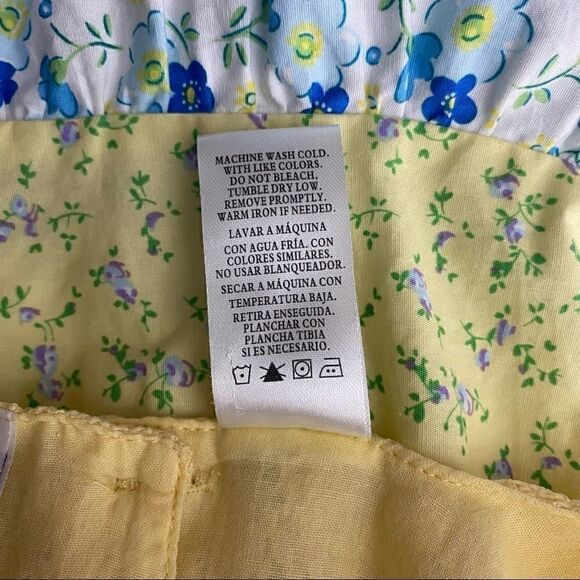 MACHINE WASH COLD.
WITH LIKE COLORS.
DO NOT BLEACH.
TUMBLE DRY LOW.
REMOVE PROMPTLY.
WARM IRON IF NEEDED.
LAVAR A MÁQUINA
CON AGUA FRÍA. CON
COLORES SIMILARES.
NO USAR BLANQUEADOR.
SECAR A MÁQUINA CON
TEMPERATURA BAJA.
RETIRA ENSEGUIDA.
PLANCHAR CON
PLANCHA TIBIA
SI ES NECESARIO.